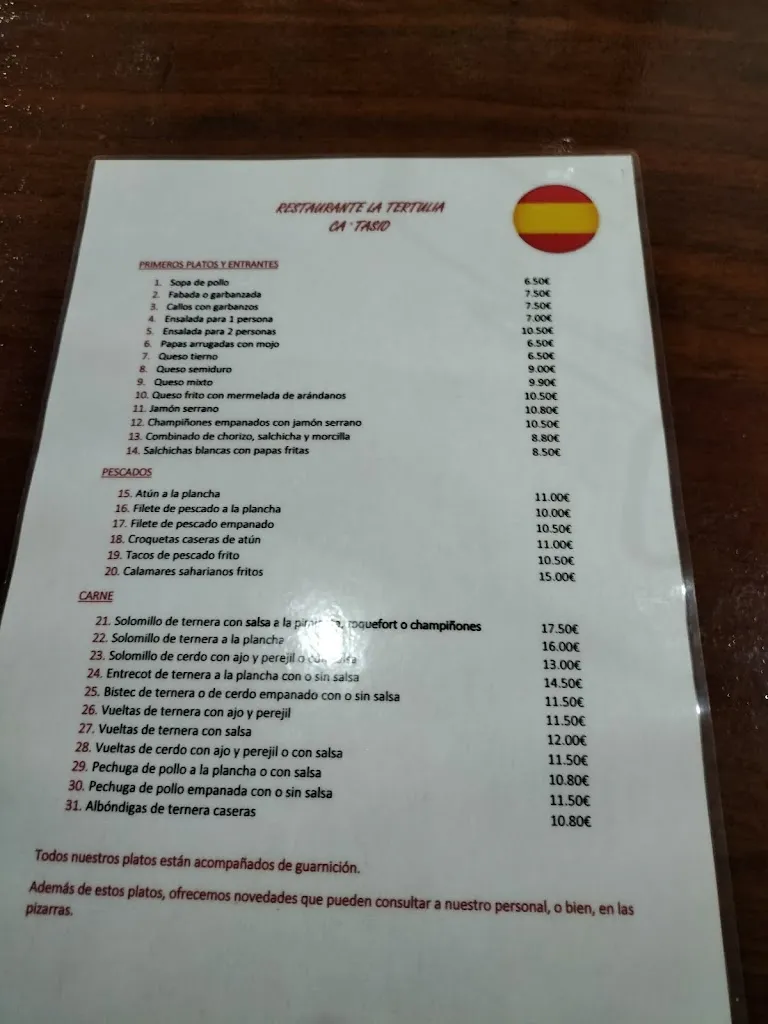 RESTAURANTE LA TERTULIA
CA´TASIO
PRIMEROS PLATOS Y ENTRANTES
1. Sopa de pollo 6.50€
2. Fabada o garbanzada 7.50€
3. Callos con garbanzos 7.50€
4. Ensalada para 1 persona 7.00€
5. Ensalada para 2 personas 10.50€
6. Papas arrugadas con mojo 6.50€
7. Queso tierno 6.50€
8. Queso semiduro 9.00€
9. Queso mixto 9.90€
10. Queso frito con mermelada de arándanos 10.50€
11. Jamón serrano 10.80€
12. Champiñones empanados con jamón serrano 10.50€
13. Combinado de chorizo, salchicha y morcilla 8.80€
14. Salchichas blancas con papas fritas 8.50€
PESCADOS
15. Atún a la plancha 11.00€
16. Filete de pescado a la plancha 10.00€
17. Filete de pescado empanado 10.50€
18. Croquetas caseras de atún 11.00€
19. Tacos de pescado frito 10.50€
20. Calamares saharianos fritos 15.00€
CARNE
21. Solomillo de ternera con salsa a la roquefort o champiñones 17.50€
22. Solomillo de ternera a la plancha 16.00€
23. Solomillo de cerdo con ajo y perejil o con salsa 13.00€
24. Entrecot de ternera a la plancha con o sin salsa 14.50€
25. Bistec de ternera o de cerdo empanado con o sin salsa 11.50€
26. Vueltas de ternera con ajo y perejil 11.50€
27. Vueltas de ternera con salsa 12.00€
28. Vueltas de cerdo con ajo y perejil o con salsa 11.50€
29. Pechuga de pollo a la plancha o con salsa 10.80€
30. Pechuga de pollo empanada con o sin salsa 11.50€
31. Albóndigas de ternera caseras 10.80€
Todos nuestros platos están acompañados de guarnición.
Además de estos platos, ofrecemos novedades que pueden consultar a nuestro personal, o bien, en las
pizarras.